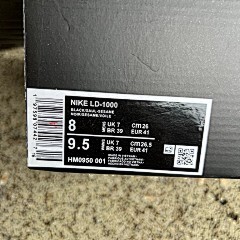 NIKE LD-1000
BLACK/SAIL-SESAME
NOIR/SESAME/VOILE
8 UK 7 cm 26
BR 39 EUR 41
9.5 UK 7 cm 26.5
BR 39 EUR 41
HM0950 001